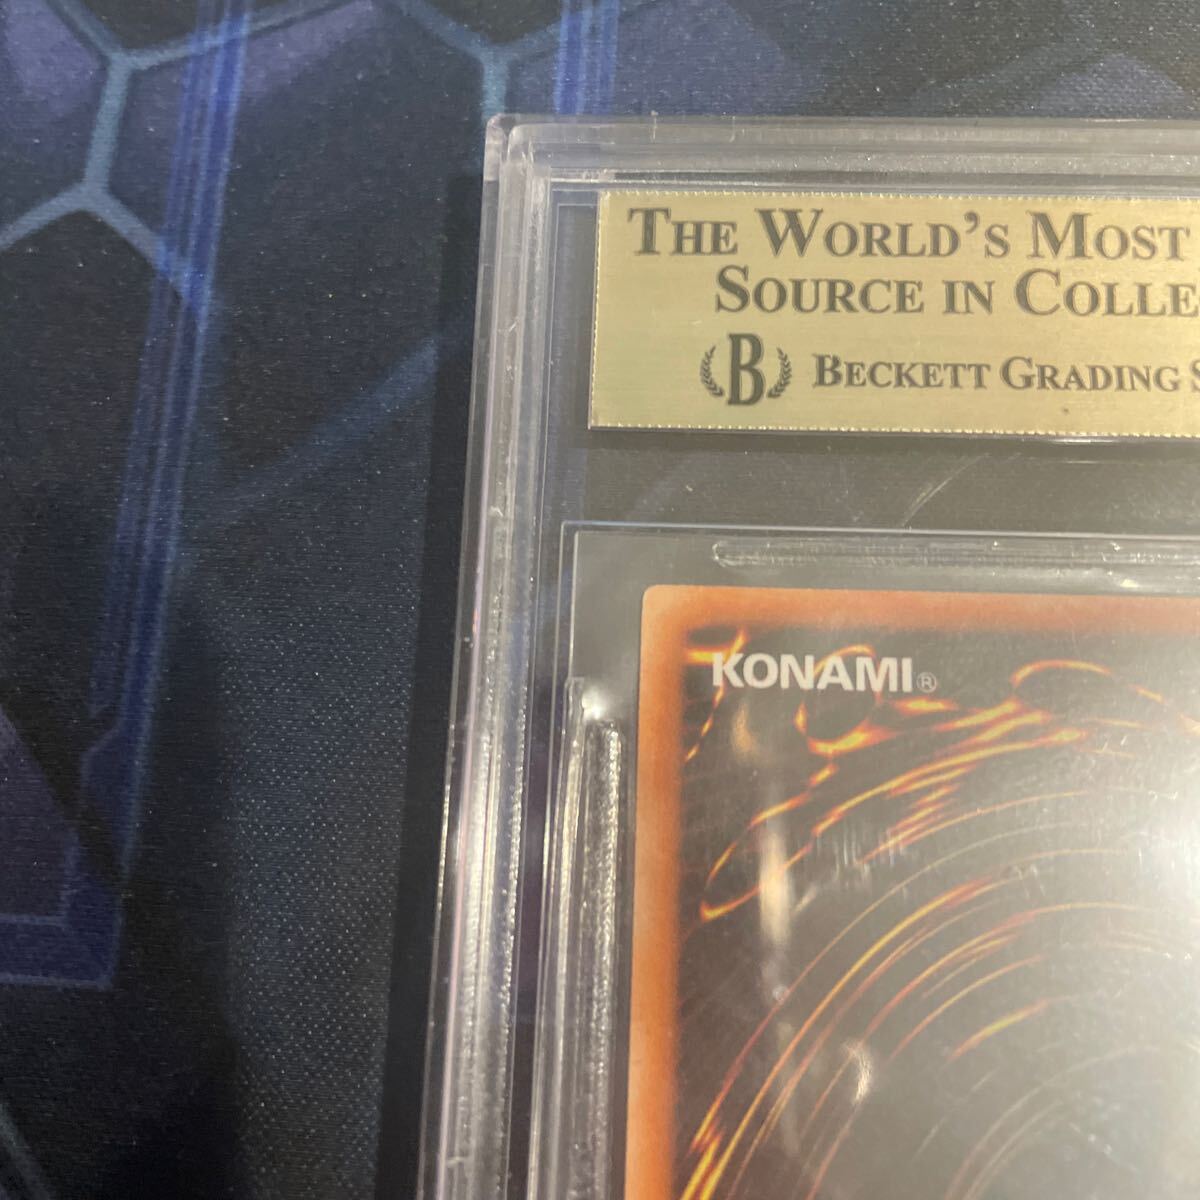 THE WORLD'S MOST
SOURCE IN COLLE
B BECKETT GRADING S
KONAMI®